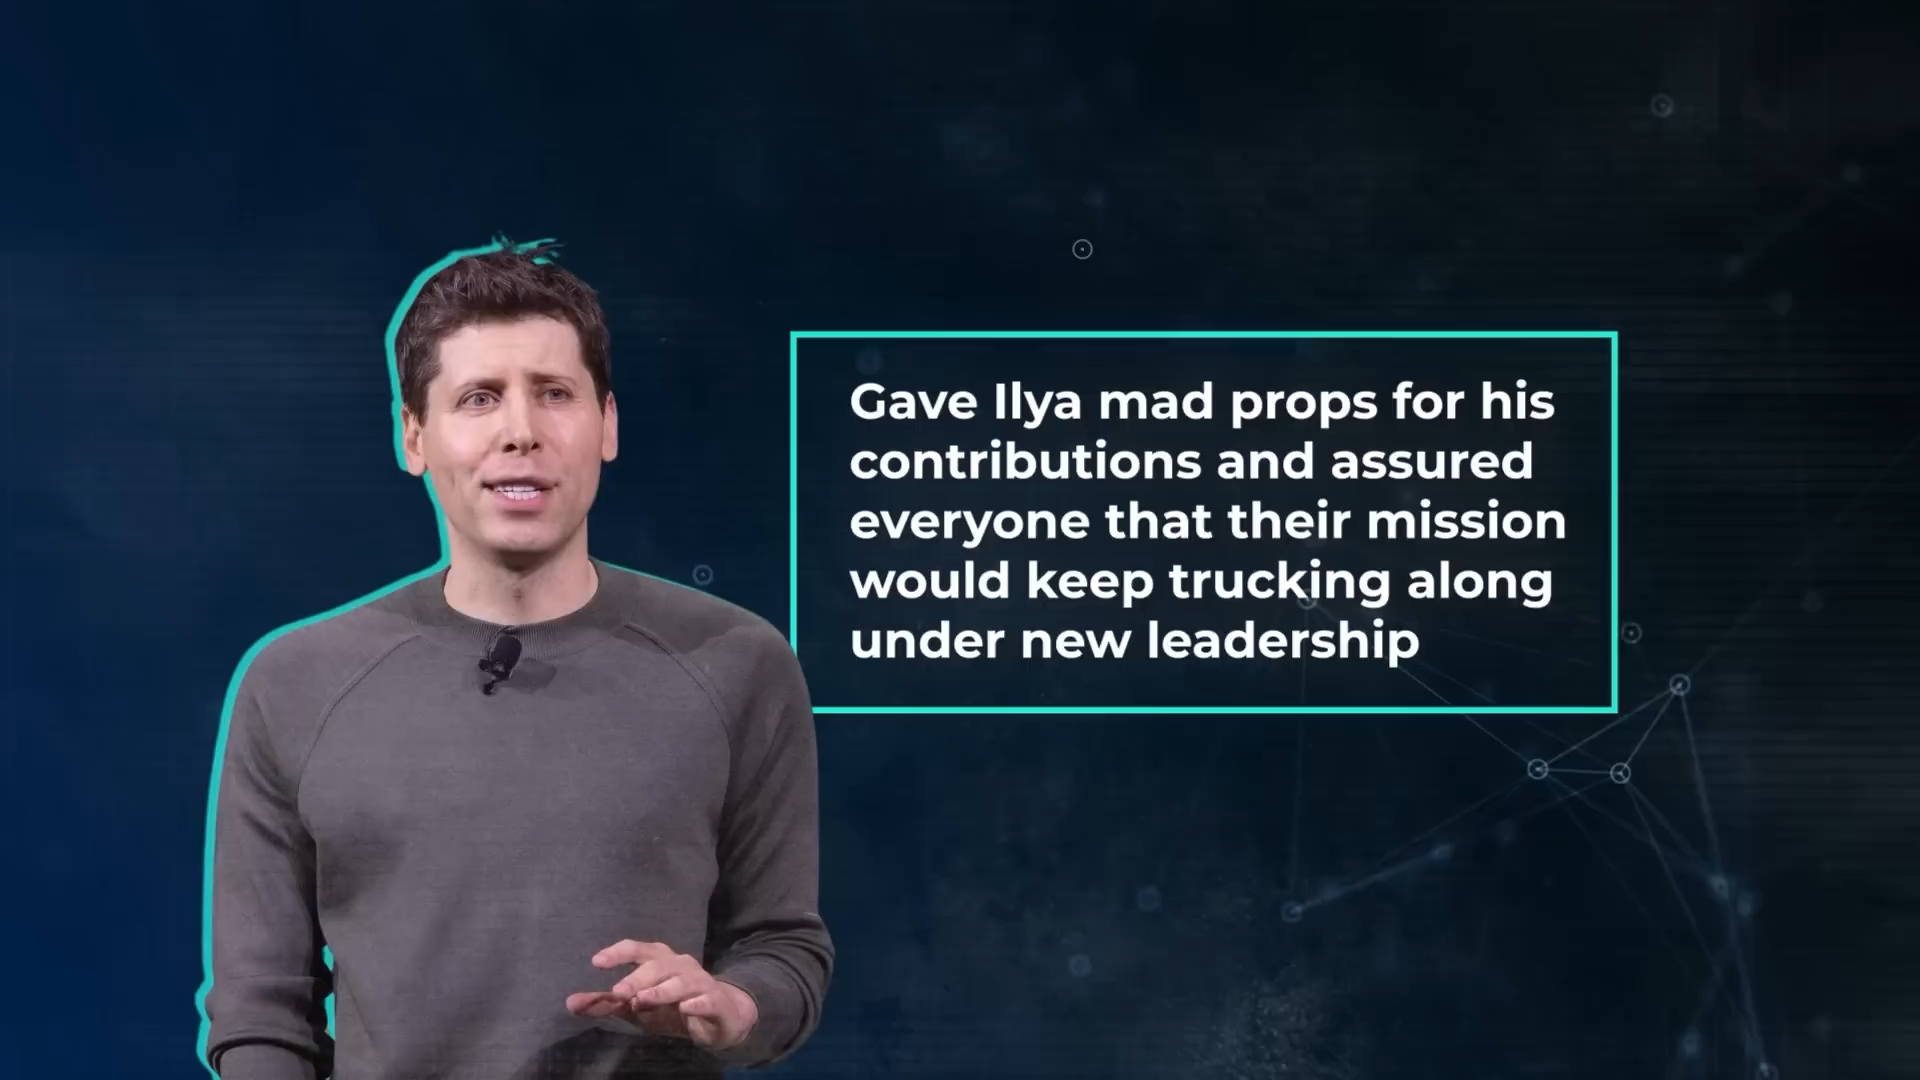 Gave Ilya mad props for his
contributions and assured
everyone that their mission
would keep trucking along
under new leadership